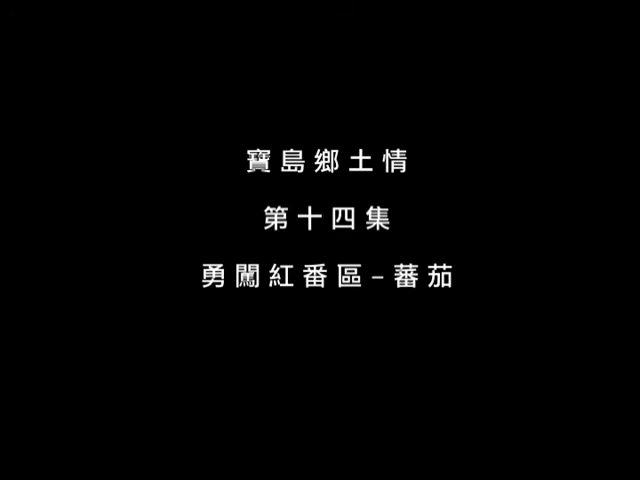 寶島鄉土情
第十四集
勇闖紅番區–蕃茄